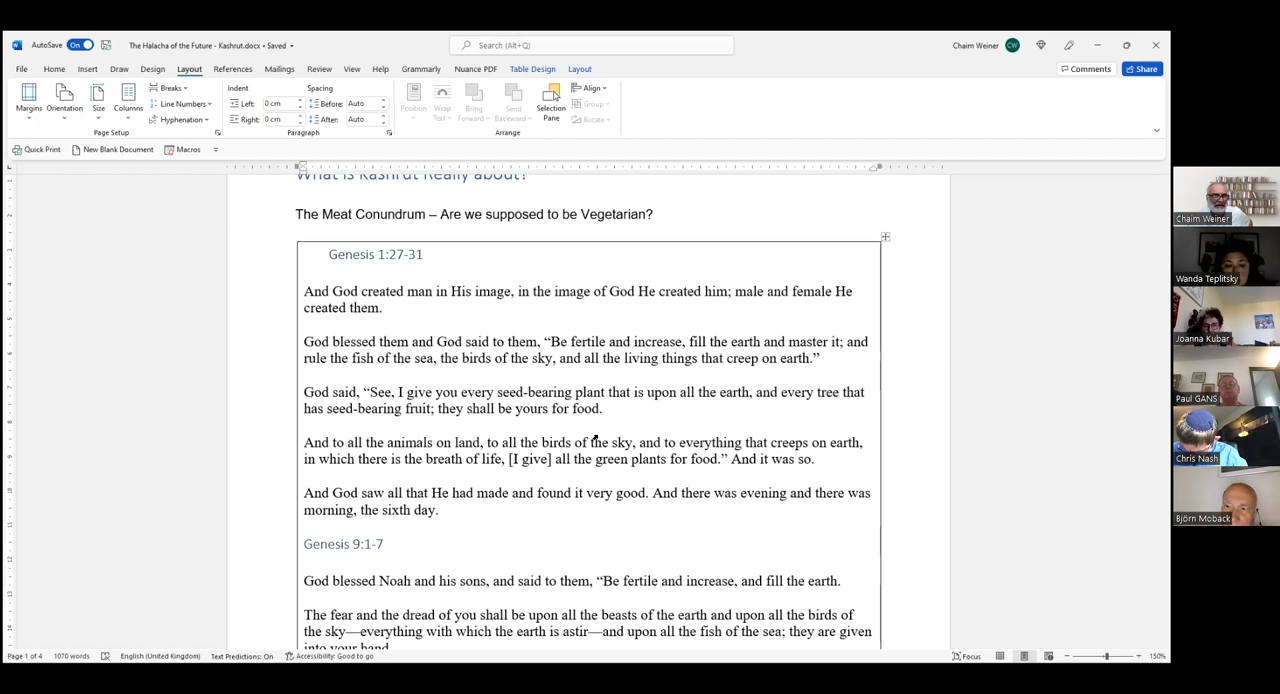 AutoSave On The Halacha of the Future - Kashrut.docx • Saved Search (Alt+Q) Chaim Weiner CW
File Home Insert Draw Design Layout References Mailings Review View Help Grammarly Nuance PDF Table Design Layout Comments Share
Margins Orientation Size Columns Breaks Line Numbers Hyphenation
Page Setup
Indent Left: 0 cm Right: 0 cm
Spacing Before: Auto After: Auto
Paragraph
Position Wrap Text Bring Forward Send Backward Selection Pane Align Group Rotate
Arrange
Quick Print New Blank Document Macros
What is Kashrut Really about?
The Meat Conundrum – Are we supposed to be Vegetarian?
Genesis 1:27-31
And God created man in His image, in the image of God He created him; male and female He
created them.
God blessed them and God said to them, “Be fertile and increase, fill the earth and master it; and
rule the fish of the sea, the birds of the sky, and all the living things that creep on earth.”
God said, “See, I give you every seed-bearing plant that is upon all the earth, and every tree that
has seed-bearing fruit; they shall be yours for food.
And to all the animals on land, to all the birds of the sky, and to everything that creeps on earth,
in which there is the breath of life, [I give] all the green plants for food.” And it was so.
And God saw all that He had made and found it very good. And there was evening and there was
morning, the sixth day.
Genesis 9:1-7
God blessed Noah and his sons, and said to them, “Be fertile and increase, and fill the earth.
The fear and the dread of you shall be upon all the beasts of the earth and upon all the birds of
the sky—everything with which the earth is astir—and upon all the fish of the sea; they are given
into your hand
Page 1 of 4 1070 words English (United Kingdom) Text Predictions: On Accessibility: Good to go Focus 150%
Chaim Weiner
Wanda Teplitsky
Joanna Kubar
Paul GANS
Chris Nash
Björn Moback